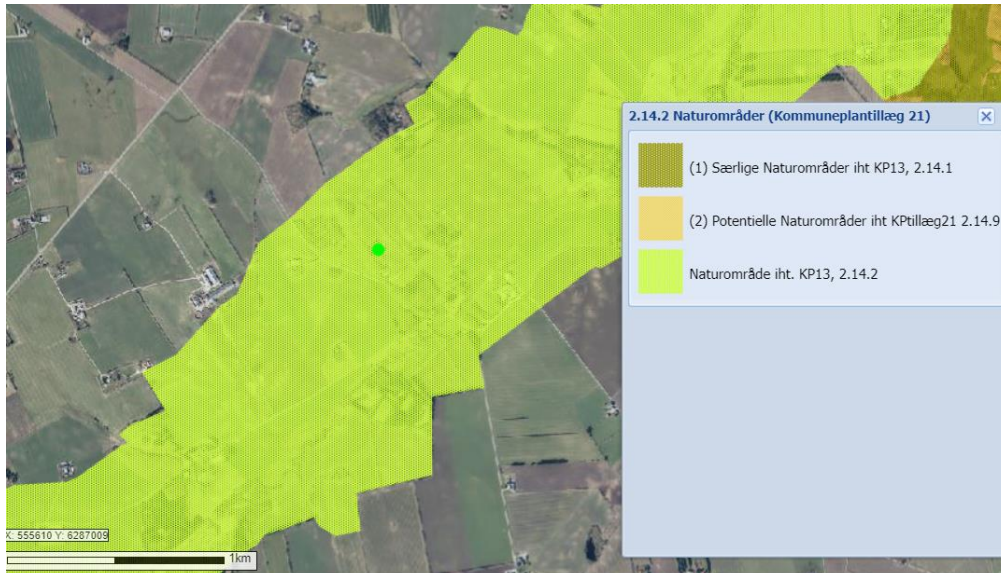 2.14.2 Naturområder (Kommuneplantillæg 21)
(1) Særlige Naturområder iht KP13, 2.14.1
(2) Potentielle Naturområder iht KPtillæg21 2.14.9
Naturområde iht. KP13, 2.14.2
X: 555610 Y: 6287009
1km